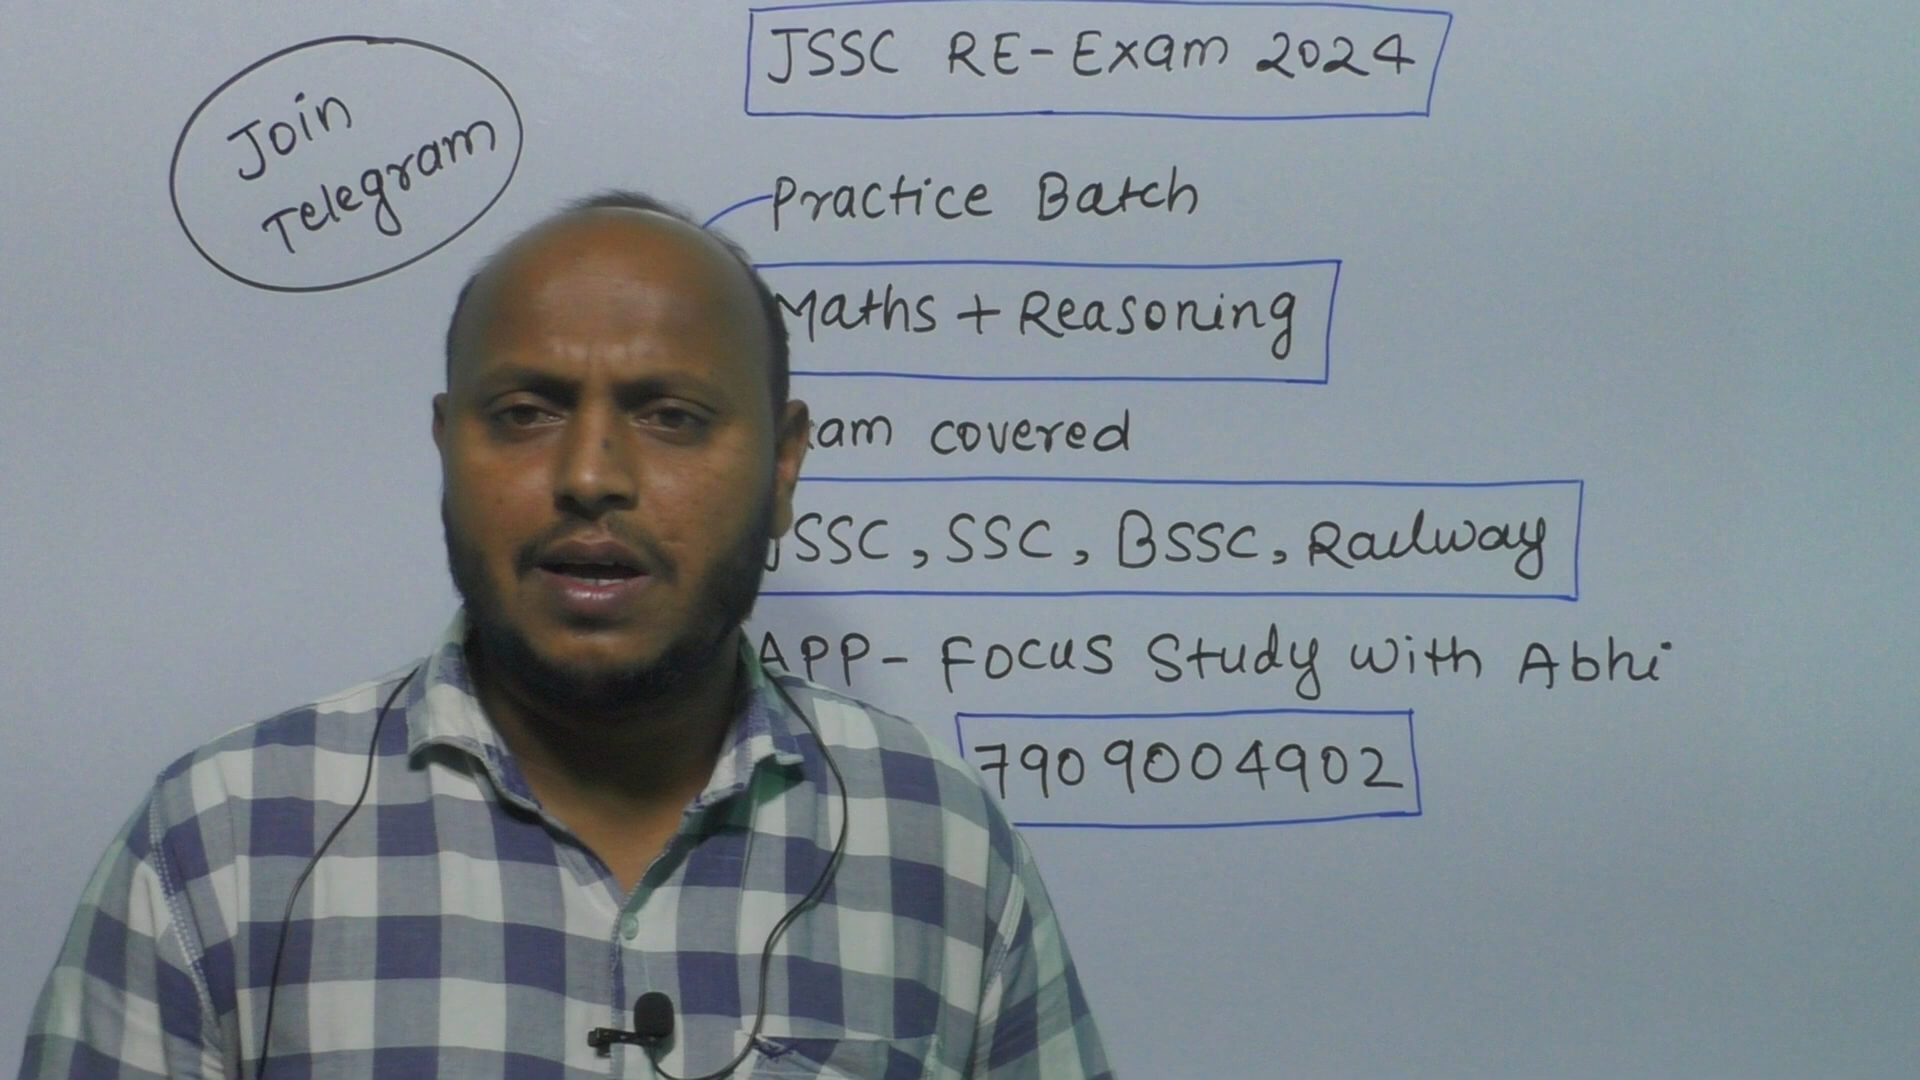 JSSC RE-Exam 2024
Join
Telegram
Practice Batch
Maths + Reasoning
covered
SSC, BSSC, Railway
APP- Focus Study with Abhi
7909004902